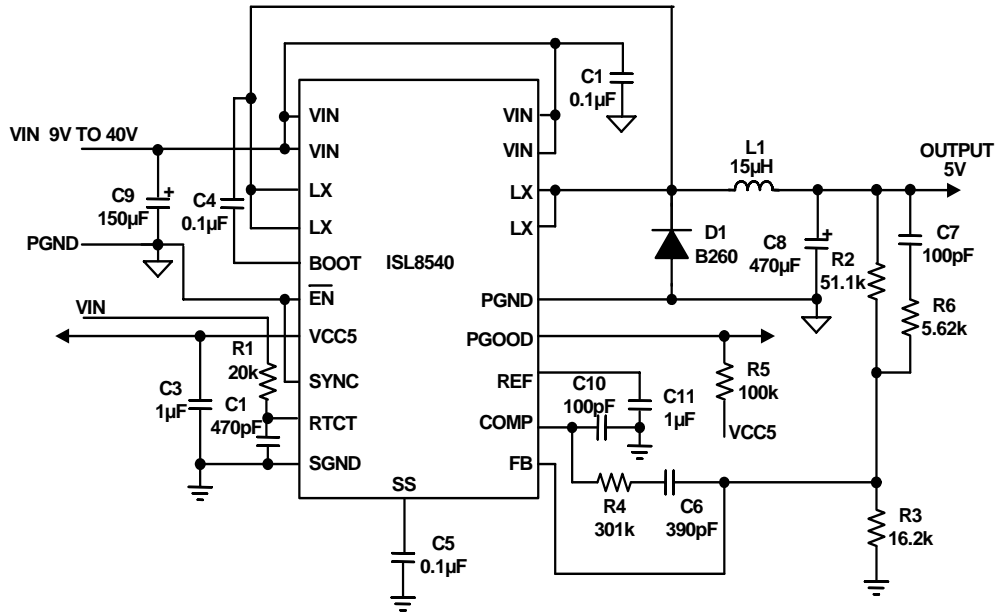 C1
0.1µF
VIN
VIN
VIN 9V TO 40V
VIN
VIN
L1
15µH
OUTPUT
5V
C9
150µF
+
C4
0.1µF
LX
LX
LX
LX
D1
B260
C8
470µF
+
R2
51.1k
C7
100pF
PGND
BOOT
ISL8540
EN
PGND
R6
5.62k
VIN
VCC5
PGOOD
R1
20k
SYNC
REF
C10
100pF
C11
1µF
R5
100k
C3
1µF
C1
470pF
RTCT
COMP
VCC5
SGND
FB
SS
R4
301k
C6
390pF
R3
16.2k
C5
0.1µF